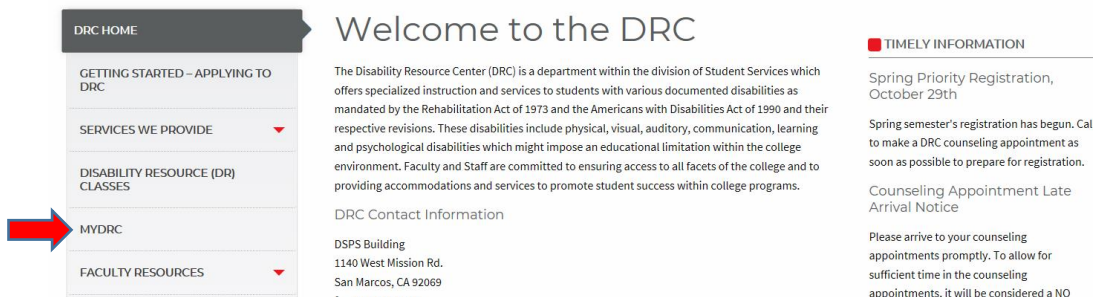 DRC HOME
GETTING STARTED – APPLYING TO
DRC
SERVICES WE PROVIDE
DISABILITY RESOURCE (DR)
CLASSES
MYDRC
FACULTY RESOURCES
Welcome to the DRC
The Disability Resource Center (DRC) is a department within the division of Student Services which
offers specialized instruction and services to students with various documented disabilities as
mandated by the Rehabilitation Act of 1973 and the Americans with Disabilities Act of 1990 and their
respective revisions. These disabilities include physical, visual, auditory, communication, learning
and psychological disabilities which might impose an educational limitation within the college
environment. Faculty and Staff are committed to ensuring access to all facets of the college and to
providing accommodations and services to promote student success within college programs.
DRC Contact Information
DSPS Building
1140 West Mission Rd.
San Marcos, CA 92069
TIMELY INFORMATION
Spring Priority Registration,
October 29th
Spring semester's registration has begun. Cal
to make a DRC counseling appointment as
soon as possible to prepare for registration.
Counseling Appointment Late
Arrival Notice
Please arrive to your counseling
appointments promptly. To allow for
sufficient time in the counseling
appointments, it will be considered a NO